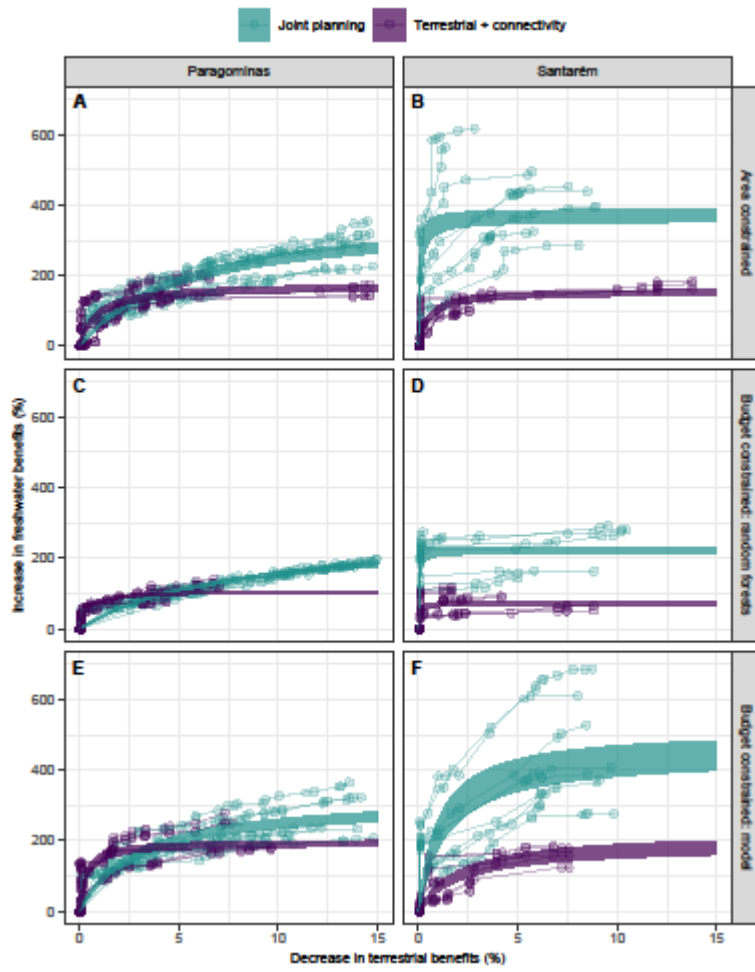 Joint planning Terrestrial + connectivity
Paragominas Santarém
A B
600
400
200
0
Area constrained
C D
600
400
200
0
Budget constrained: random forests
E F
600
400
200
0
Budget constrained: model
0 5 10 15 0 5 10 15
Increase in freshwater benefits (%)
Decrease in terrestrial benefits (%)